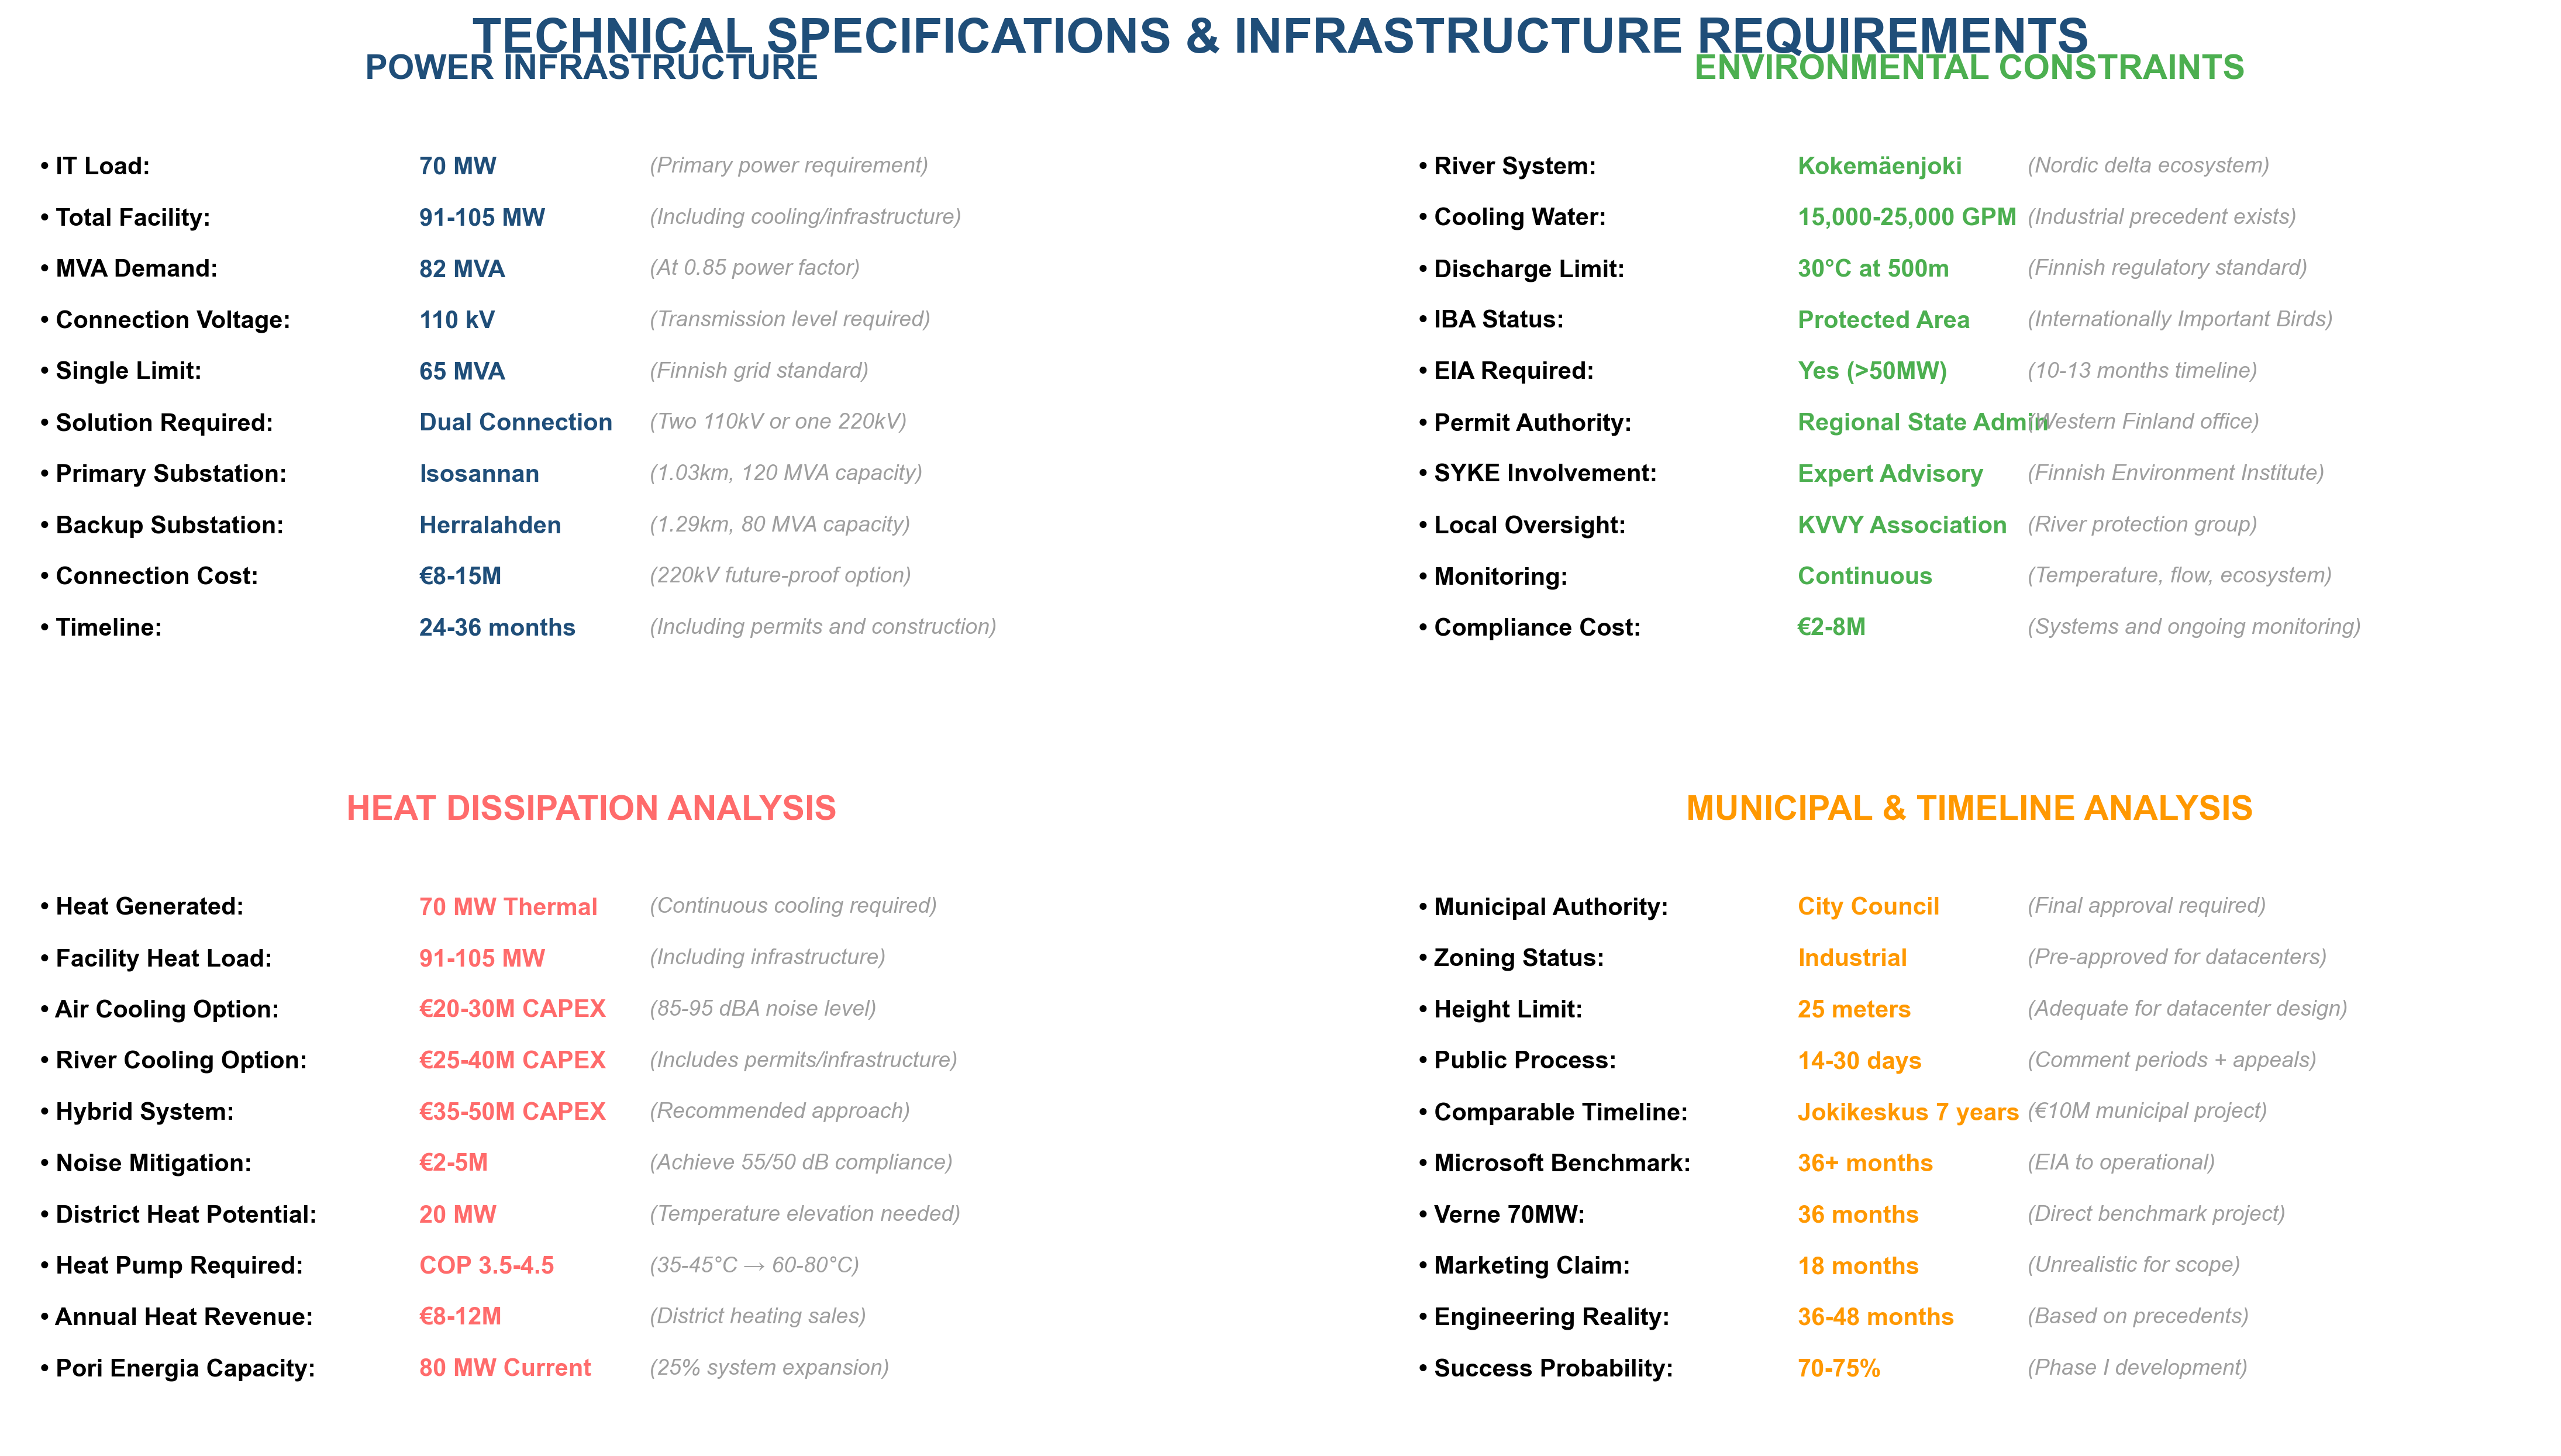 TECHNICAL SPECIFICATIONS & INFRASTRUCTURE REQUIREMENTS
POWER INFRASTRUCTURE
• IT Load: 70 MW (Primary power requirement)
• Total Facility: 91-105 MW (Including cooling/infrastructure)
• MVA Demand: 82 MVA (At 0.85 power factor)
• Connection Voltage: 110 kV (Transmission level required)
• Single Limit: 65 MVA (Finnish grid standard)
• Solution Required: Dual Connection (Two 110kV or one 220kV)
• Primary Substation: Isosannan (1.03km, 120 MVA capacity)
• Backup Substation: Herralahden (1.29km, 80 MVA capacity)
• Connection Cost: €8-15M (220kV future-proof option)
• Timeline: 24-36 months (Including permits and construction)
ENVIRONMENTAL CONSTRAINTS
• River System: Kokemäenjoki (Nordic delta ecosystem)
• Cooling Water: 15,000-25,000 GPM (Industrial precedent exists)
• Discharge Limit: 30°C at 500m (Finnish regulatory standard)
• IBA Status: Protected Area (Internationally Important Birds)
• EIA Required: Yes (>50MW) (10-13 months timeline)
• Permit Authority: Regional State Admin (Western Finland office)
• SYKE Involvement: Expert Advisory (Finnish Environment Institute)
• Local Oversight: KVVY Association (River protection group)
• Monitoring: Continuous (Temperature, flow, ecosystem)
• Compliance Cost: €2-8M (Systems and ongoing monitoring)
HEAT DISSIPATION ANALYSIS
• Heat Generated: 70 MW Thermal (Continuous cooling required)
• Facility Heat Load: 91-105 MW (Including infrastructure)
• Air Cooling Option: €20-30M CAPEX (85-95 dBA noise level)
• River Cooling Option: €25-40M CAPEX (Includes permits/infrastructure)
• Hybrid System: €35-50M CAPEX (Recommended approach)
• Noise Mitigation: €2-5M (Achieve 55/50 dB compliance)
• District Heat Potential: 20 MW (Temperature elevation needed)
• Heat Pump Required: COP 3.5-4.5 (35-45°C → 60-80°C)
• Annual Heat Revenue: €8-12M (District heating sales)
• Pori Energia Capacity: 80 MW Current (25% system expansion)
MUNICIPAL & TIMELINE ANALYSIS
• Municipal Authority: City Council (Final approval required)
• Zoning Status: Industrial (Pre-approved for datacenters)
• Height Limit: 25 meters (Adequate for datacenter design)
• Public Process: 14-30 days (Comment periods + appeals)
• Comparable Timeline: Jokikeskus 7 years (€10M municipal project)
• Microsoft Benchmark: 36+ months (EIA to operational)
• Verne 70MW: 36 months (Direct benchmark project)
• Marketing Claim: 18 months (Unrealistic for scope)
• Engineering Reality: 36-48 months (Based on precedents)
• Success Probability: 70-75% (Phase I development)